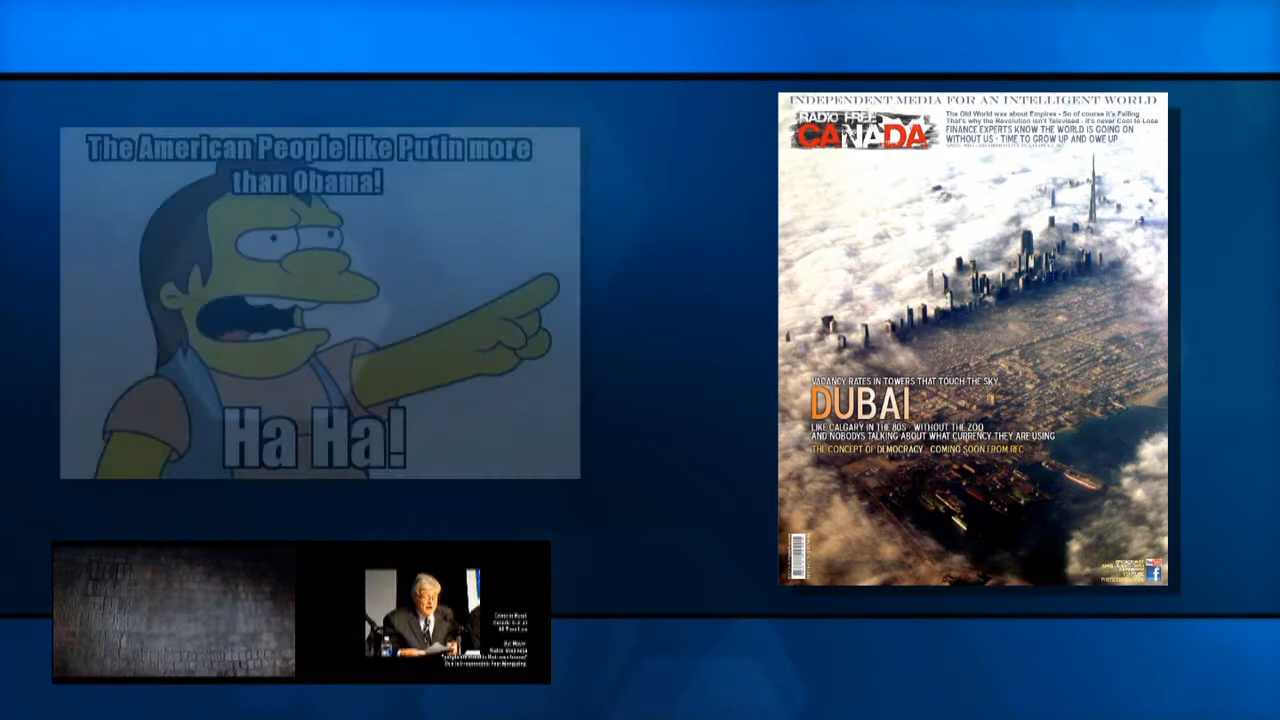 The American People like Putin more
than Obama!
Ha Ha!
INDEPENDENT MEDIA FOR AN INTELLIGENT WORLD
RADIO FREE
CANADA
The Old World was about Empires - So of course it's Falling
That's why the Revolution isn't Televised - It's never Cool to Lose
FINANCE EXPERTS KNOW THE WORLD IS GOING ON
WITHOUT US - TIME TO GROW UP AND OWE UP
VACANCY RATES IN TOWERS THAT TOUCH THE SKY
DUBAI
LIKE CALGARY IN THE 80S WITHOUT THE ZOO
AND NOBODYS TALKING ABOUT WHAT CURRENCY THEY ARE USING
THE CONCEPT OF DEMOCRACY COMING SOON FROM RFC